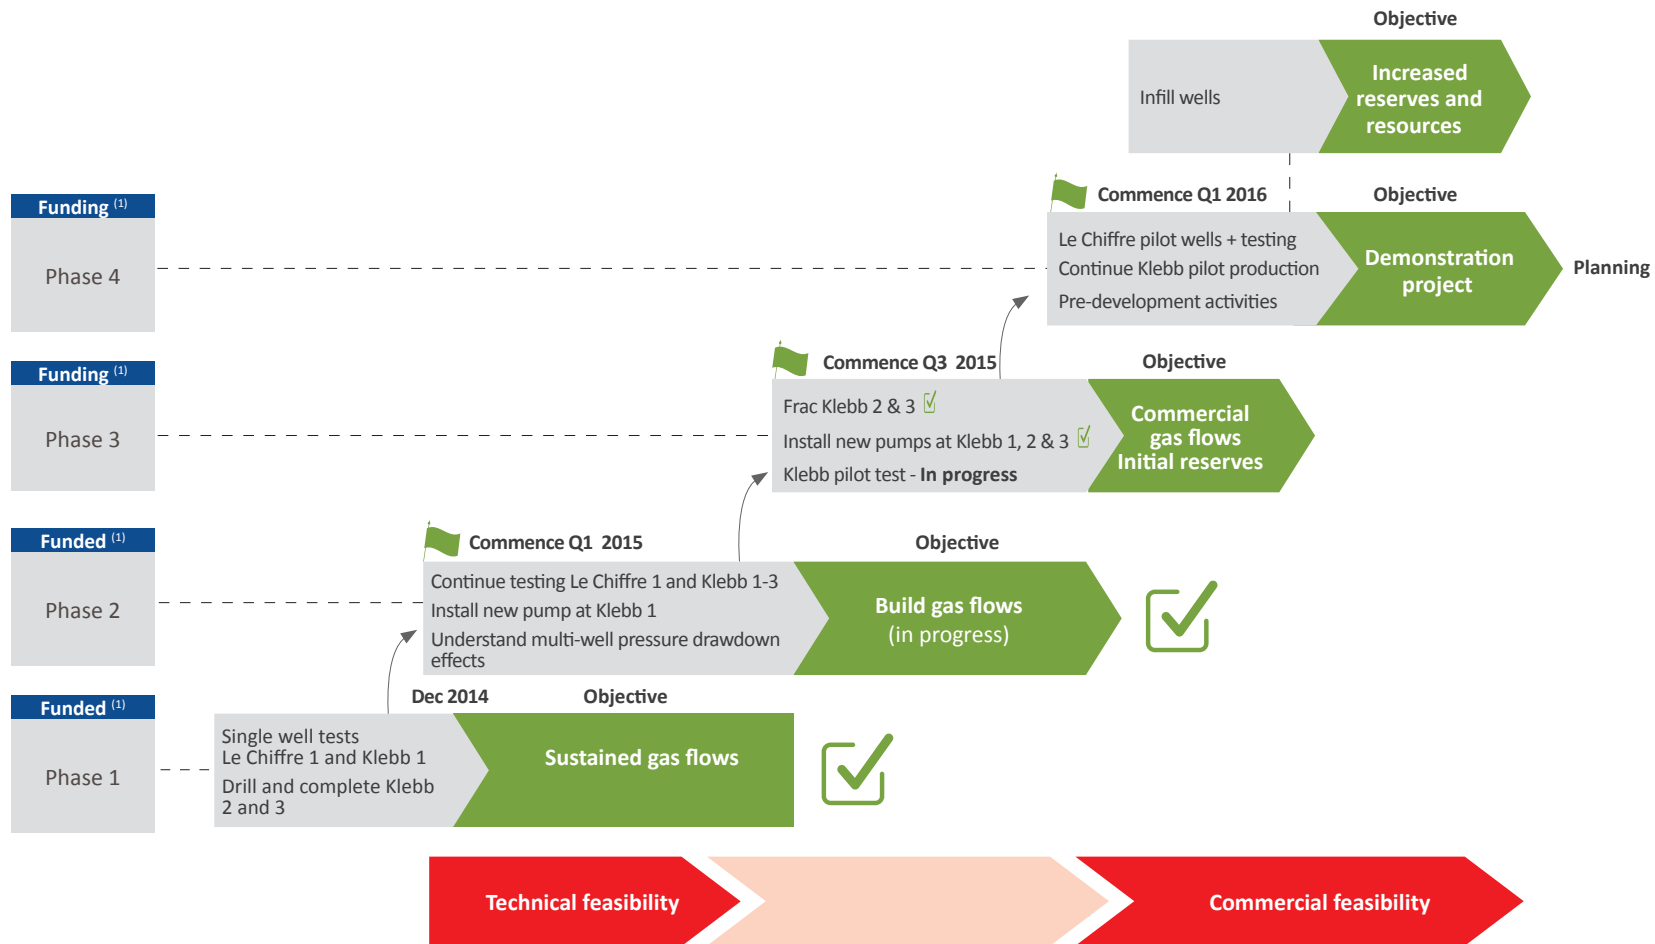 Objective
Infill wells
Increased
reserves and
resources
Funding (1)
Phase 4
Commence Q1 2016
Objective
Le Chiffre pilot wells + testing
Continue Klebb pilot production
Pre-development activities
Demonstration
project
Planning
Funding (1)
Phase 3
Commence Q3 2015
Objective
Frac Klebb 2 & 3
Install new pumps at Klebb 1, 2 & 3
Klebb pilot test - In progress
Commercial
gas flows
Initial reserves
Funded (1)
Phase 2
Commence Q1 2015
Objective
Continue testing Le Chiffre 1 and Klebb 1-3
Install new pump at Klebb 1
Understand multi-well pressure drawdown
effects
Build gas flows
(in progress)
Funded (1)
Phase 1
Dec 2014
Objective
Single well tests
Le Chiffre 1 and Klebb 1
Drill and complete Klebb
2 and 3
Sustained gas flows
Technical feasibility
Commercial feasibility